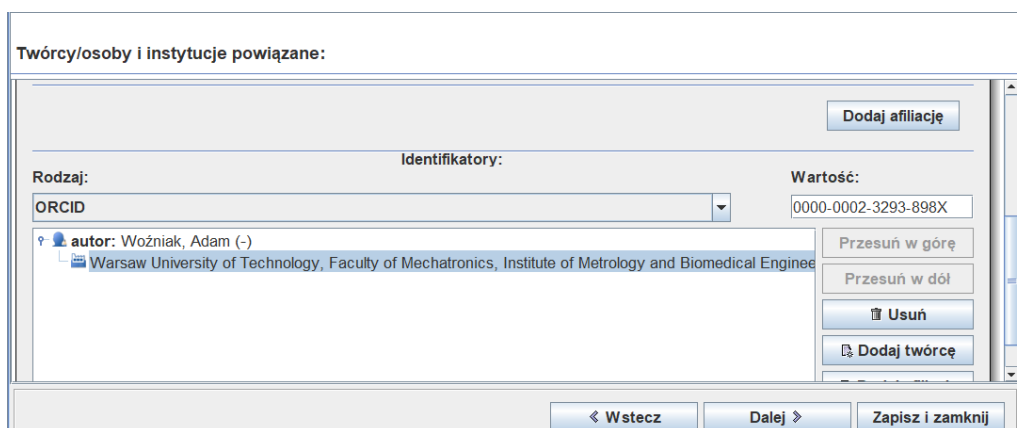 Twórcy/osoby i instytucje powiązane:
Dodaj afiliację
Identyfikatory:
Rodzaj:
Wartość:
ORCID
0000-0002-3293-898X
autor: Woźniak, Adam (-)
Warsaw University of Technology, Faculty of Mechatronics, Institute of Metrology and Biomedical Enginee
Przesuń w górę
Przesuń w dół
Usuń
Dodaj twórcę
Wstecz
Dalej
Zapisz i zamknij